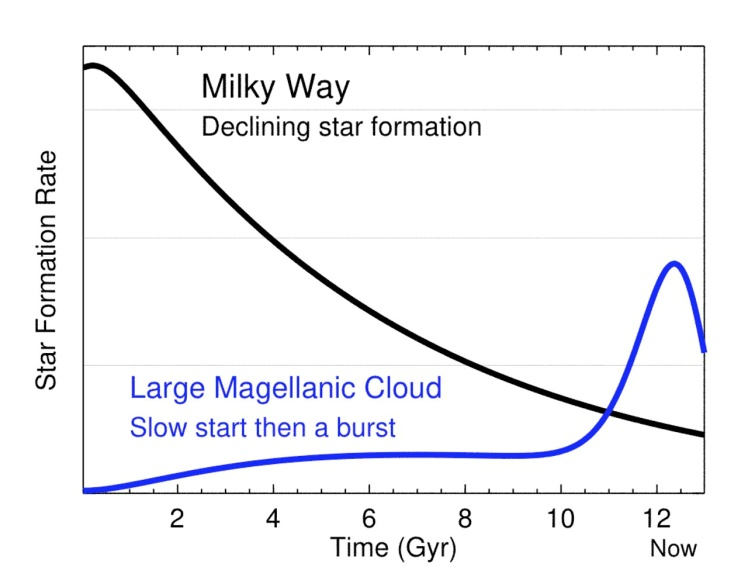 Milky Way
Declining star formation
Star Formation Rate
Large Magellanic Cloud
Slow start then a burst
2 4 6 8 10 12
Time (Gyr) Now